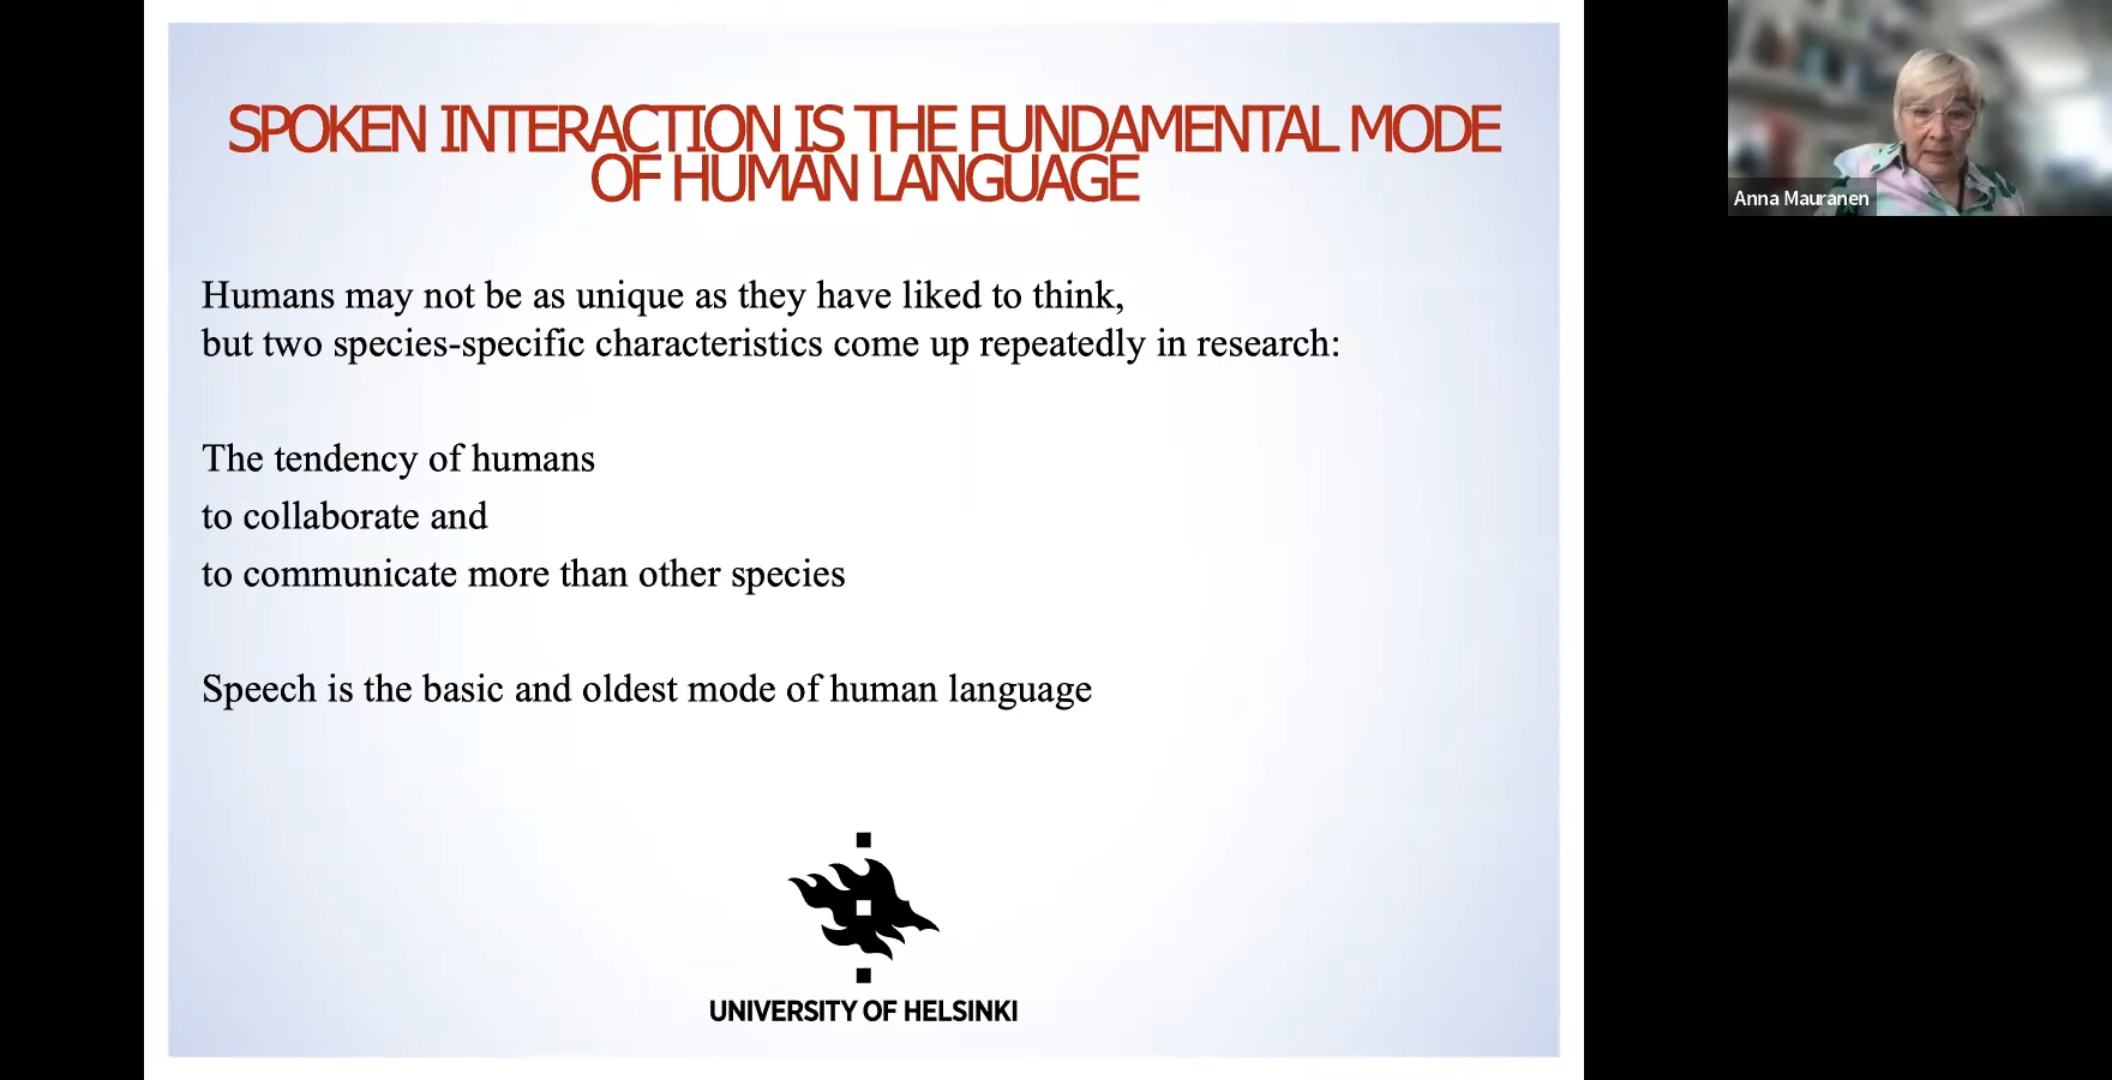 SPOKEN INTERACTION IS THE FUNDAMENTAL MODE
OF HUMAN LANGUAGE
Humans may not be as unique as they have liked to think,
but two species-specific characteristics come up repeatedly in research:
The tendency of humans
to collaborate and
to communicate more than other species
Speech is the basic and oldest mode of human language
UNIVERSITY OF HELSINKI
Anna Mauranen